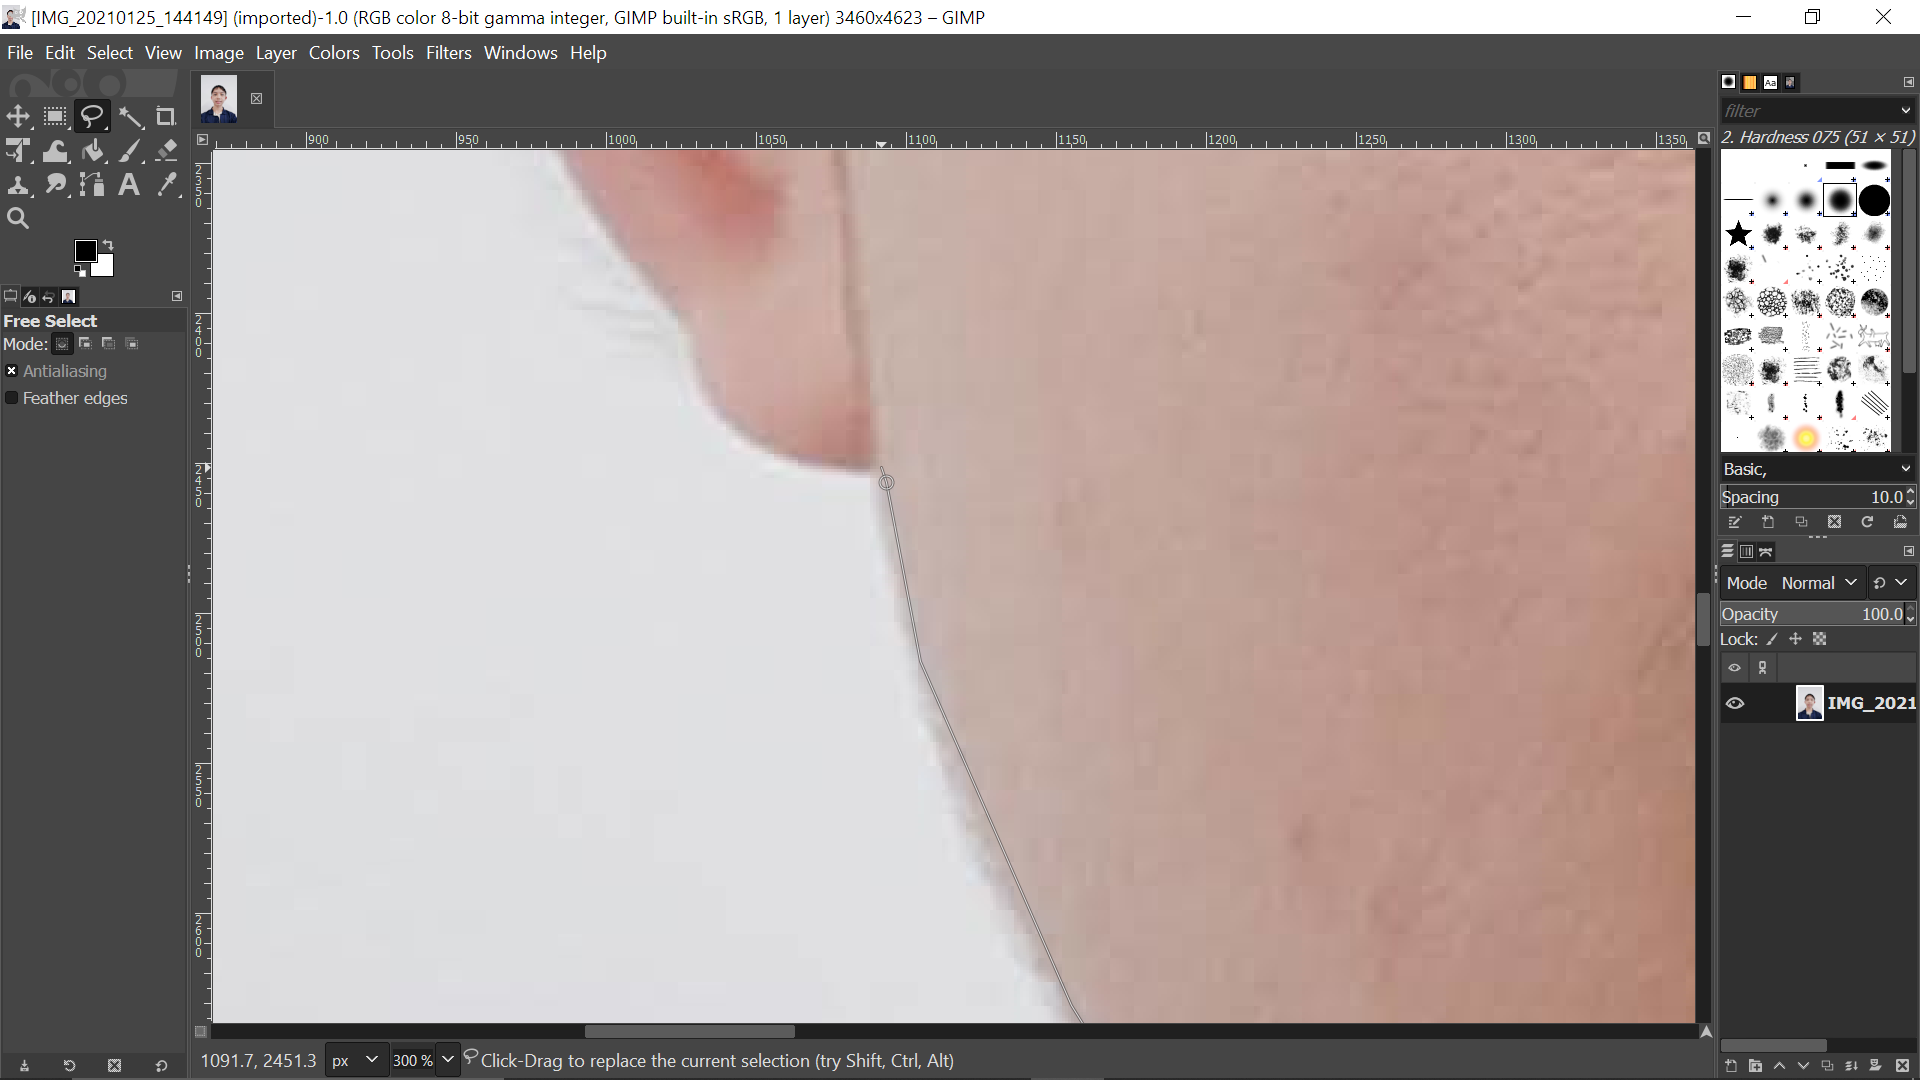 [IMG_20210125_144149] (imported)-1.0 (RGB color 8-bit gamma integer, GIMP built-in sRGB, 1 layer) 3460x4623 – GIMP
File Edit Select View Image Layer Colors Tools Filters Windows Help
filter
2. Hardness 075 (51 × 51)
900 950 1000 1050 1100 1150 1200 1250 1300 1350
2350
2400
2450
2500
2550
2600
Free Select
Mode:
Antialiasing
Feather edges
Basic,
Spacing 10.0
Mode Normal
Opacity 100.0
Lock:
IMG_2021
1091.7, 2451.3 px 300 % Click-Drag to replace the current selection (try Shift, Ctrl, Alt)